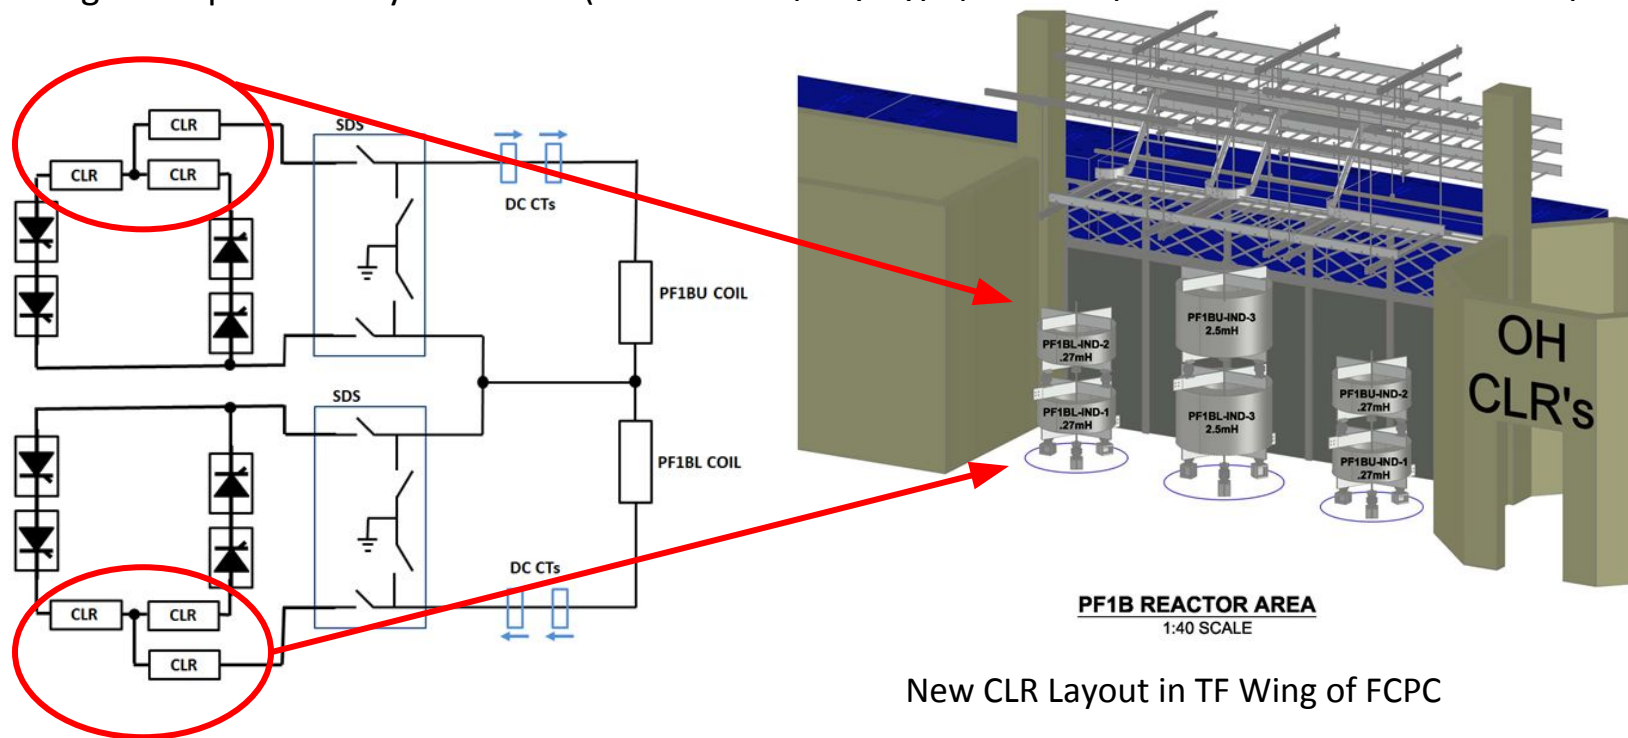 CLR
SDS
CLR
CLR
DC CTs
PF1BU COIL
SDS
PF1BL COIL
DC CTs
CLR
CLR
CLR
PF1BU-IND-3
2.5mH
PF1BL-IND-2
.27mH
PF1BL-IND-1
.27mH
PF1BL-IND-3
2.5mH
PF1BU-IND-2
.27mH
PF1BU-IND-1
.27mH
OH
CLR's
PF1B REACTOR AREA
1:40 SCALE
New CLR Layout in TF Wing of FCPC